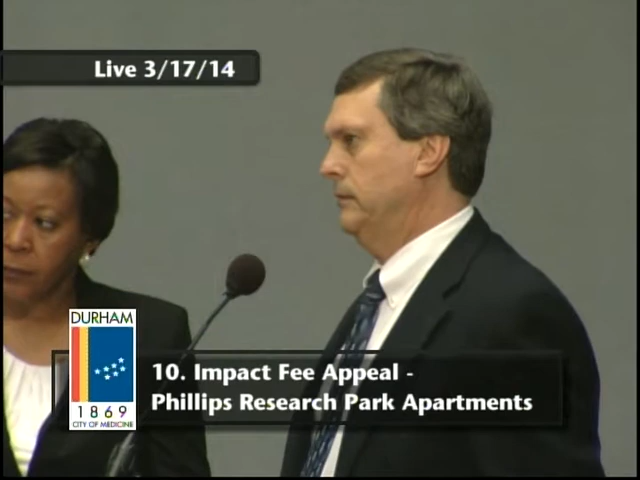 Live 3/17/14
DURHAM
1869
CITY OF MEDICINE
10. Impact Fee Appeal -
Phillips Research Park Apartments